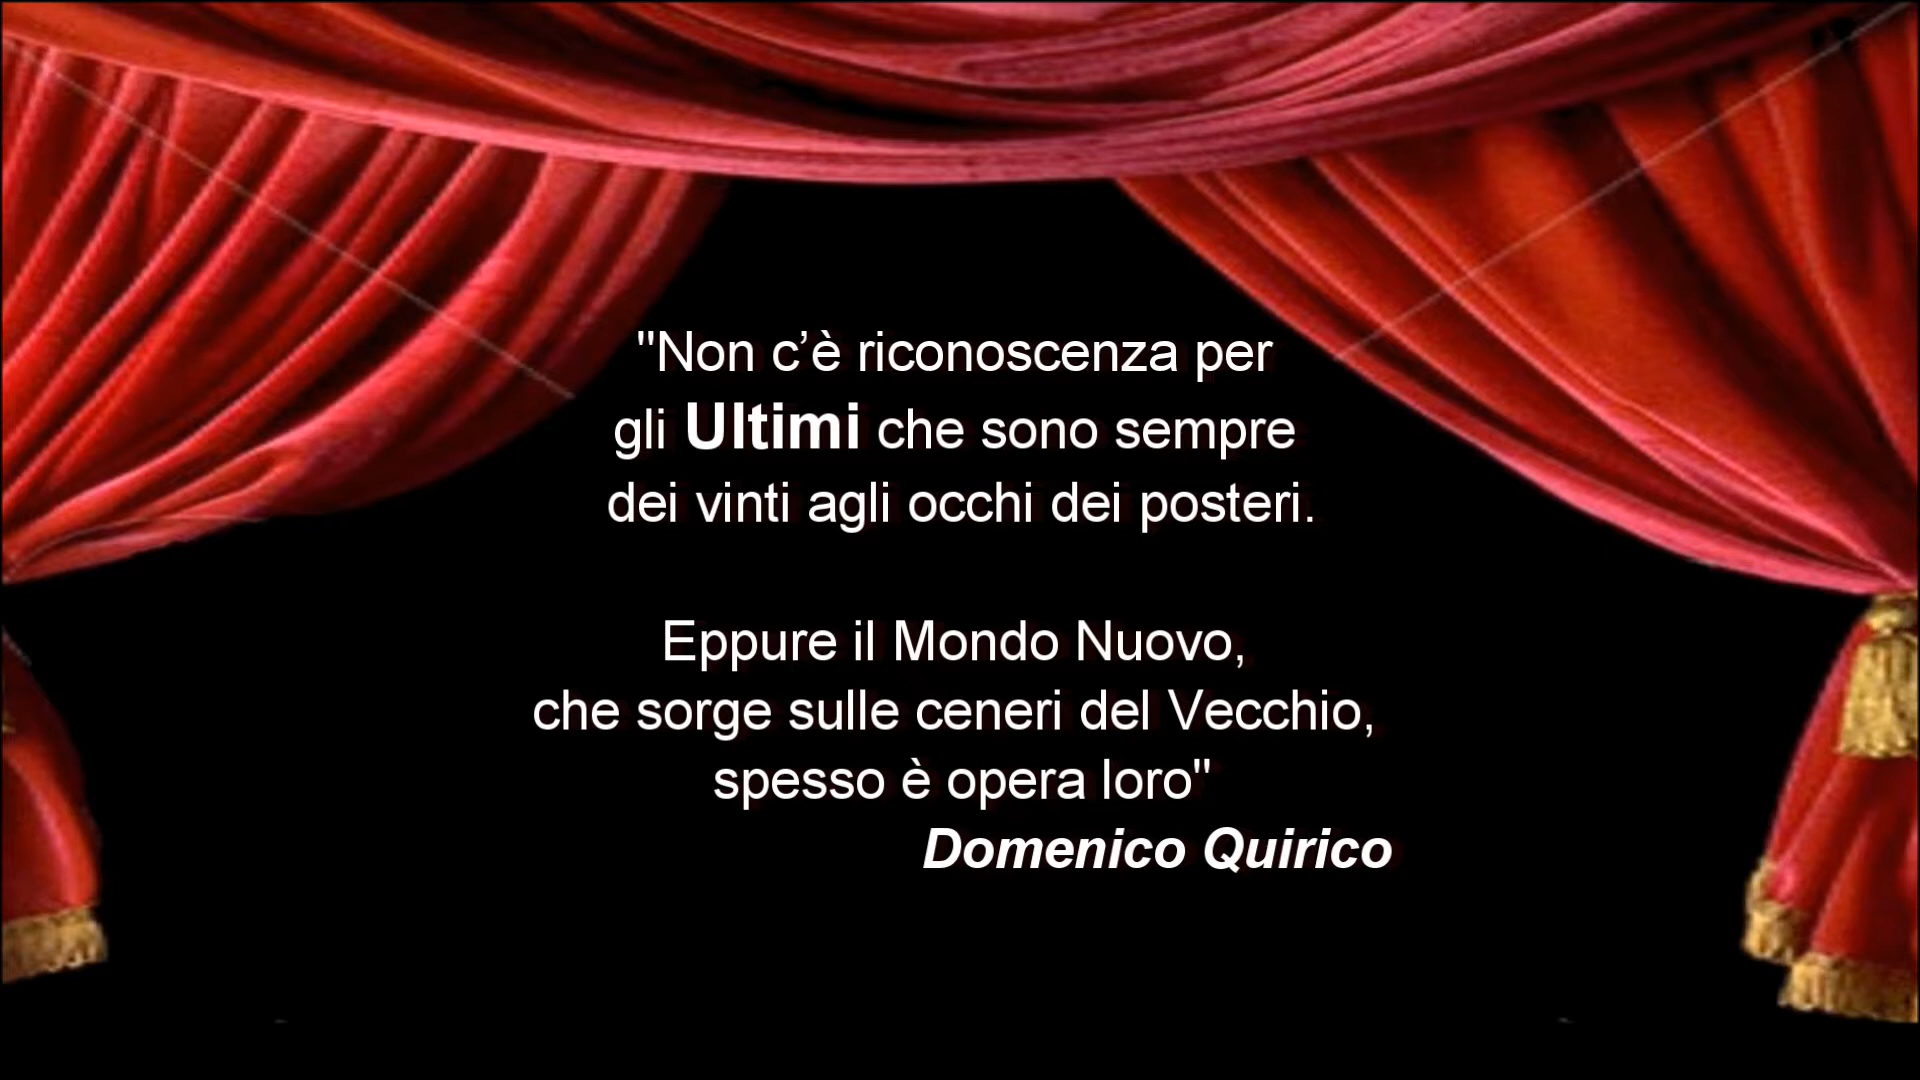 "Non c’è riconoscenza per
gli Ultimi che sono sempre
dei vinti agli occhi dei posteri.
Eppure il Mondo Nuovo,
che sorge sulle ceneri del Vecchio,
spesso è opera loro"
Domenico Quirico